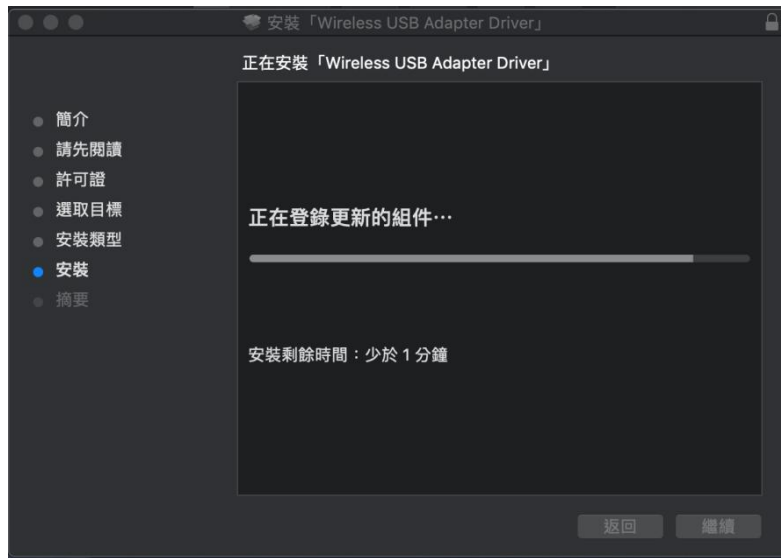 安裝「Wireless USB Adapter Driver」
正在安裝「Wireless USB Adapter Driver」
簡介
請先閱讀
許可證
選取目標
安裝類型
安裝
摘要
正在登錄更新的組件⋯
安裝剩餘時間：少於 1 分鐘
返回
繼續